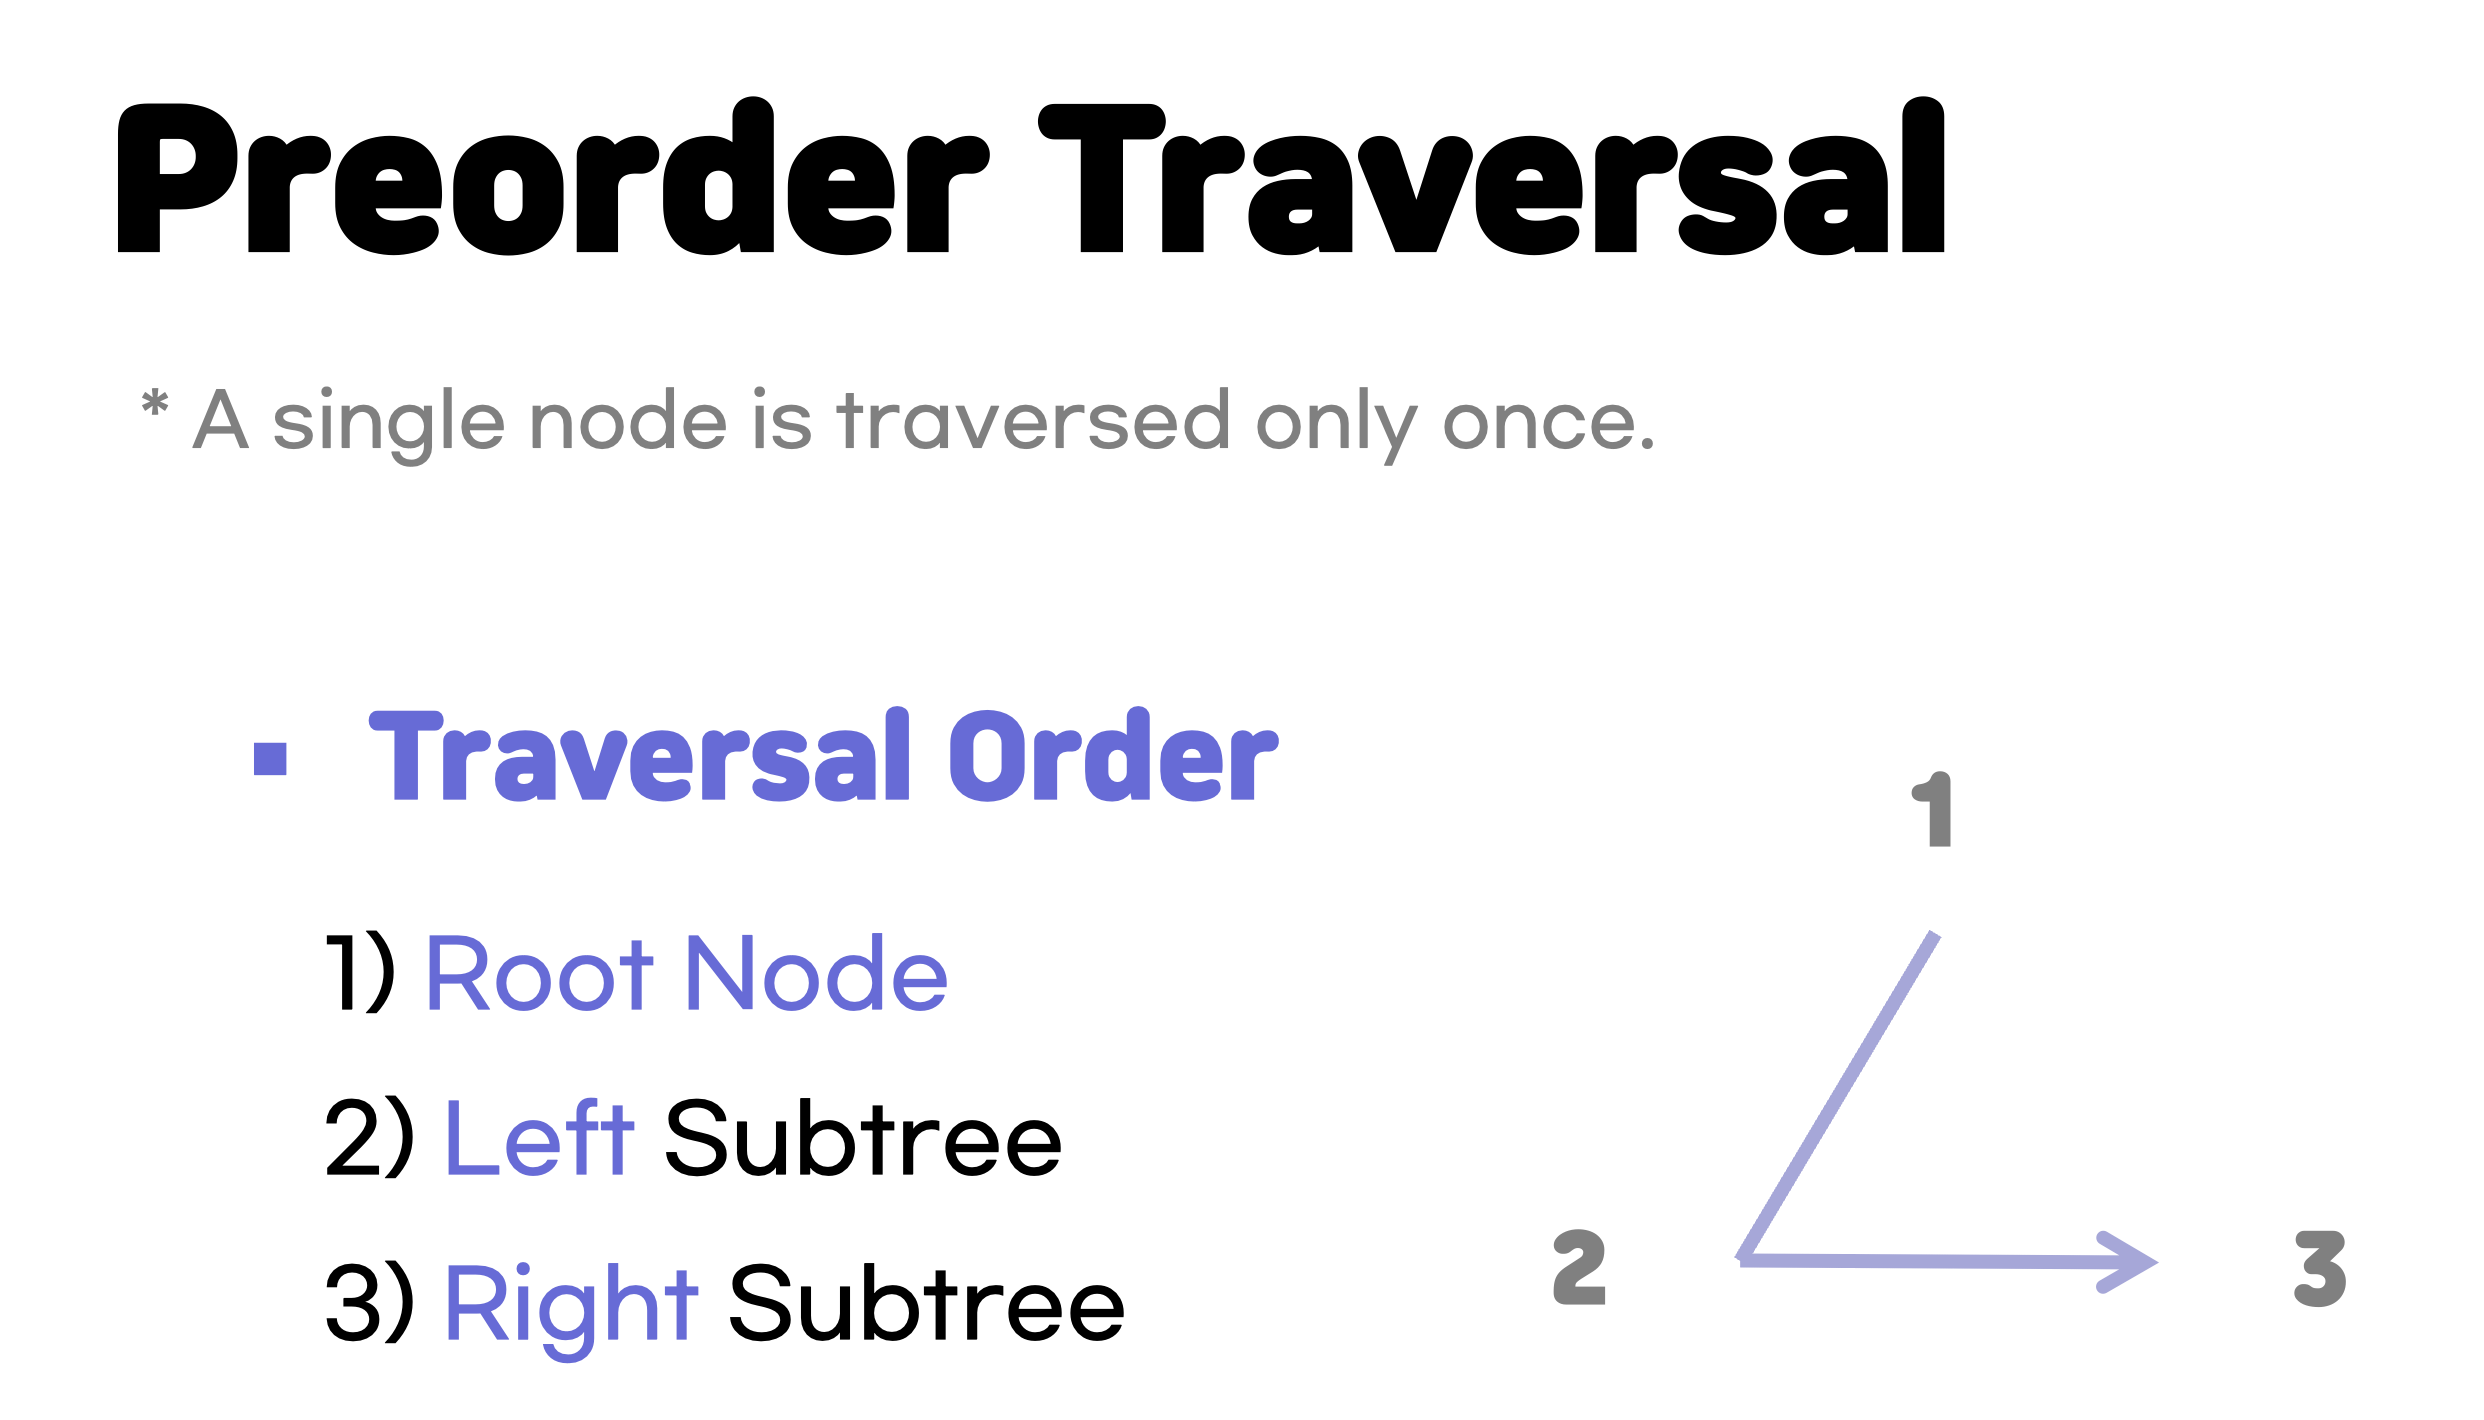 Preorder Traversal
* A single node is traversed only once.
▪ Traversal Order
1) Root Node
2) Left Subtree
3) Right Subtree
1
2
3